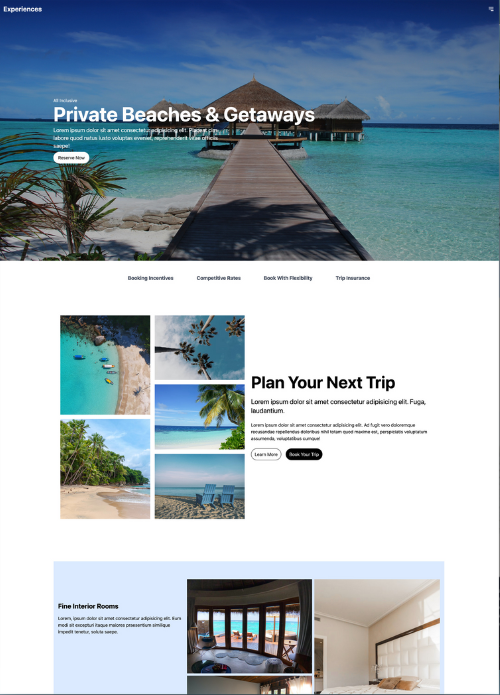 Experiences
All Inclusive
Private Beaches & Getaways
Lorem ipsum dolor sit amet consectetur adipisicing elit. Placeat cum,
labore quod natus iusto voluptas eveniet, reprehenderit vitae officiis
saepe!
Reserve Now
Booking Incentives
Competitive Rates
Book With Flexibility
Trip Insurance
Plan Your Next Trip
Lorem ipsum dolor sit amet consectetur adipisicing elit. Fuga,
laudantium.
Lorem ipsum dolor sit amet consectetur adipisicing elit. Ad fugit vero doloremque
recusandae repellendus doloribus nihil totam quod maxime est, perspiciatis voluptatum
assumenda, voluptatibus cumque!
Learn More
Book Your Trip
Fine Interior Rooms
Lorem, ipsum dolor sit amet consectetur adipisicing elit. Eum
modi sit excepturi itaque maiores praesentium similique
impedit tenetur, soluta saepe.